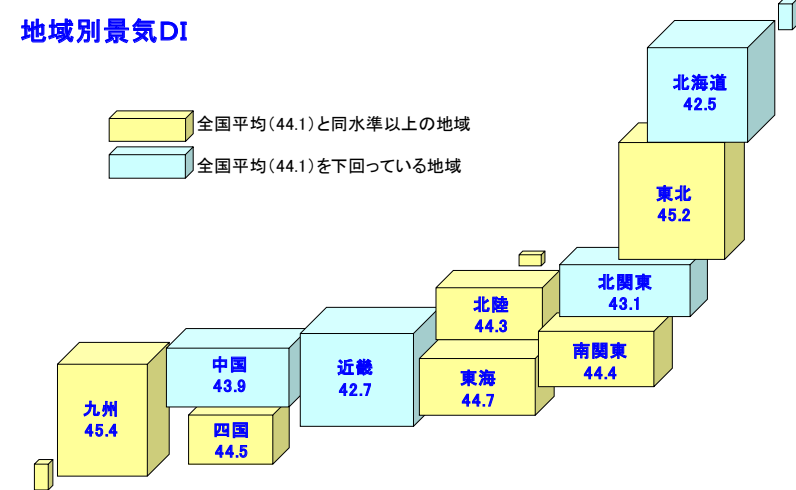 地域別景気DI
全国平均（44.1）と同水準以上の地域
全国平均（44.1）を下回っている地域
北海道
42.5
東北
45.2
北関東
43.1
北陸
44.3
南関東
44.4
東海
44.7
近畿
42.7
中国
43.9
四国
44.5
九州
45.4